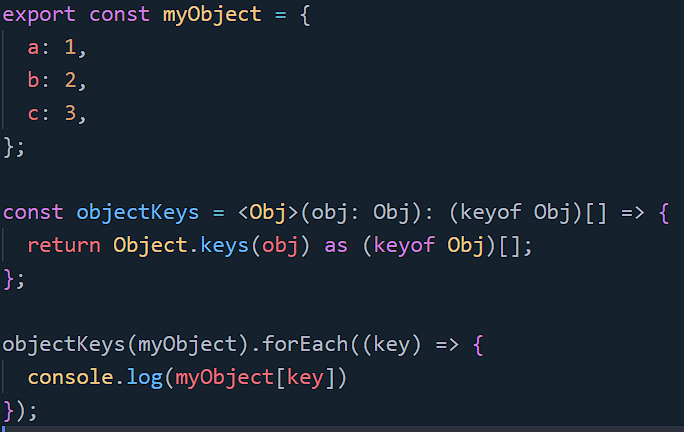 export const myObject = {
  a: 1,
  b: 2,
  c: 3,
};

const objectKeys = <Obj>(obj: Obj): (keyof Obj)[] => {
  return Object.keys(obj) as (keyof Obj)[];
};

objectKeys(myObject).forEach((key) => {
  console.log(myObject[key])
});